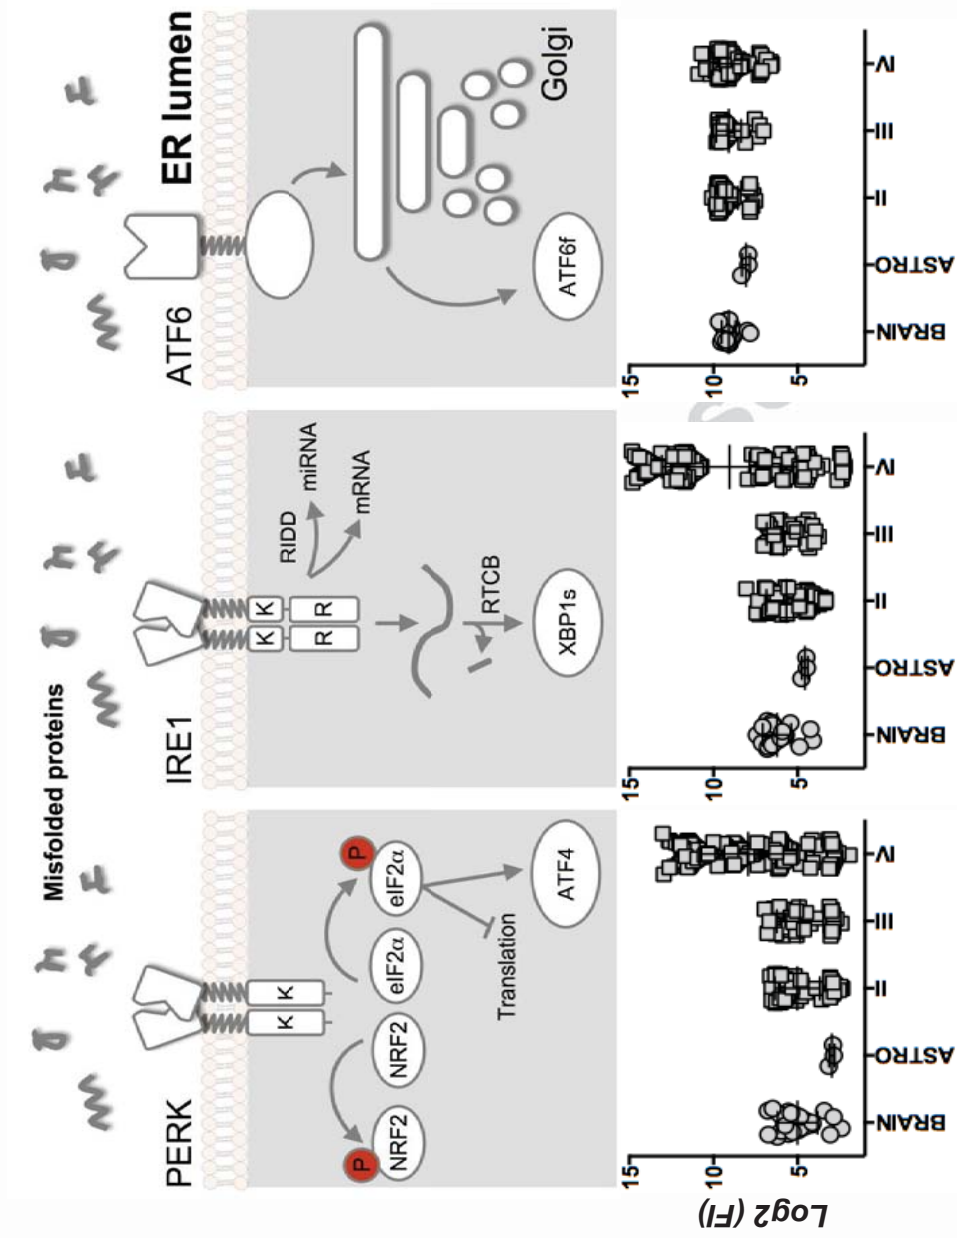 Misfolded proteins
PERK
K
K
P
NRF2
NRF2
eIF2α
P
eIF2α
Translation
ATF4
IRE1
K
K
R
R
RIDD
miRNA
mRNA
RTCB
XBP1s
ATF6
ER lumen
Golgi
ATF6f
Log2 (FI)
15
10
5
BRAIN
ASTRO
II
III
IV
15
10
5
BRAIN
ASTRO
II
III
IV
15
10
5
BRAIN
ASTRO
II
III
IV